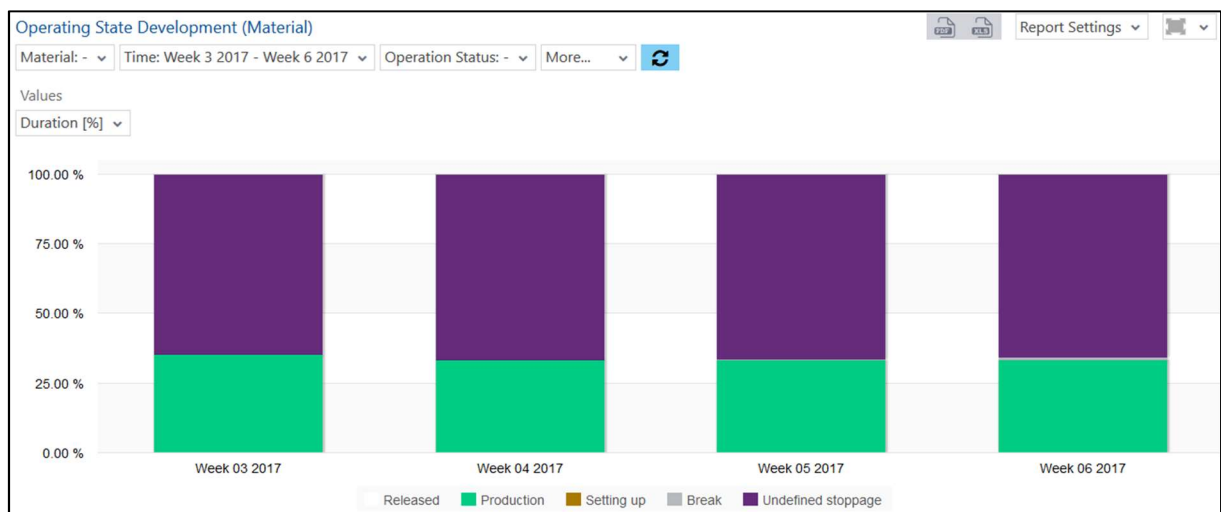 Operating State Development (Material)
PDF XLS Report Settings
Material: - Time: Week 3 2017 - Week 6 2017 Operation Status: - More...
Values
Duration [%]
100.00 %
75.00 %
50.00 %
25.00 %
0.00 %
Week 03 2017 Week 04 2017 Week 05 2017 Week 06 2017
Released Production Setting up Break Undefined stoppage